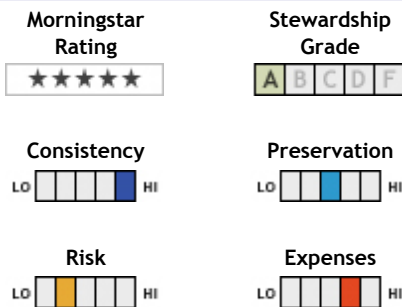 Morningstar Stewardship
Rating Grade
★★★★★ A B C D F
Consistency Preservation
LO HI LO HI
Risk Expenses
LO HI LO HI